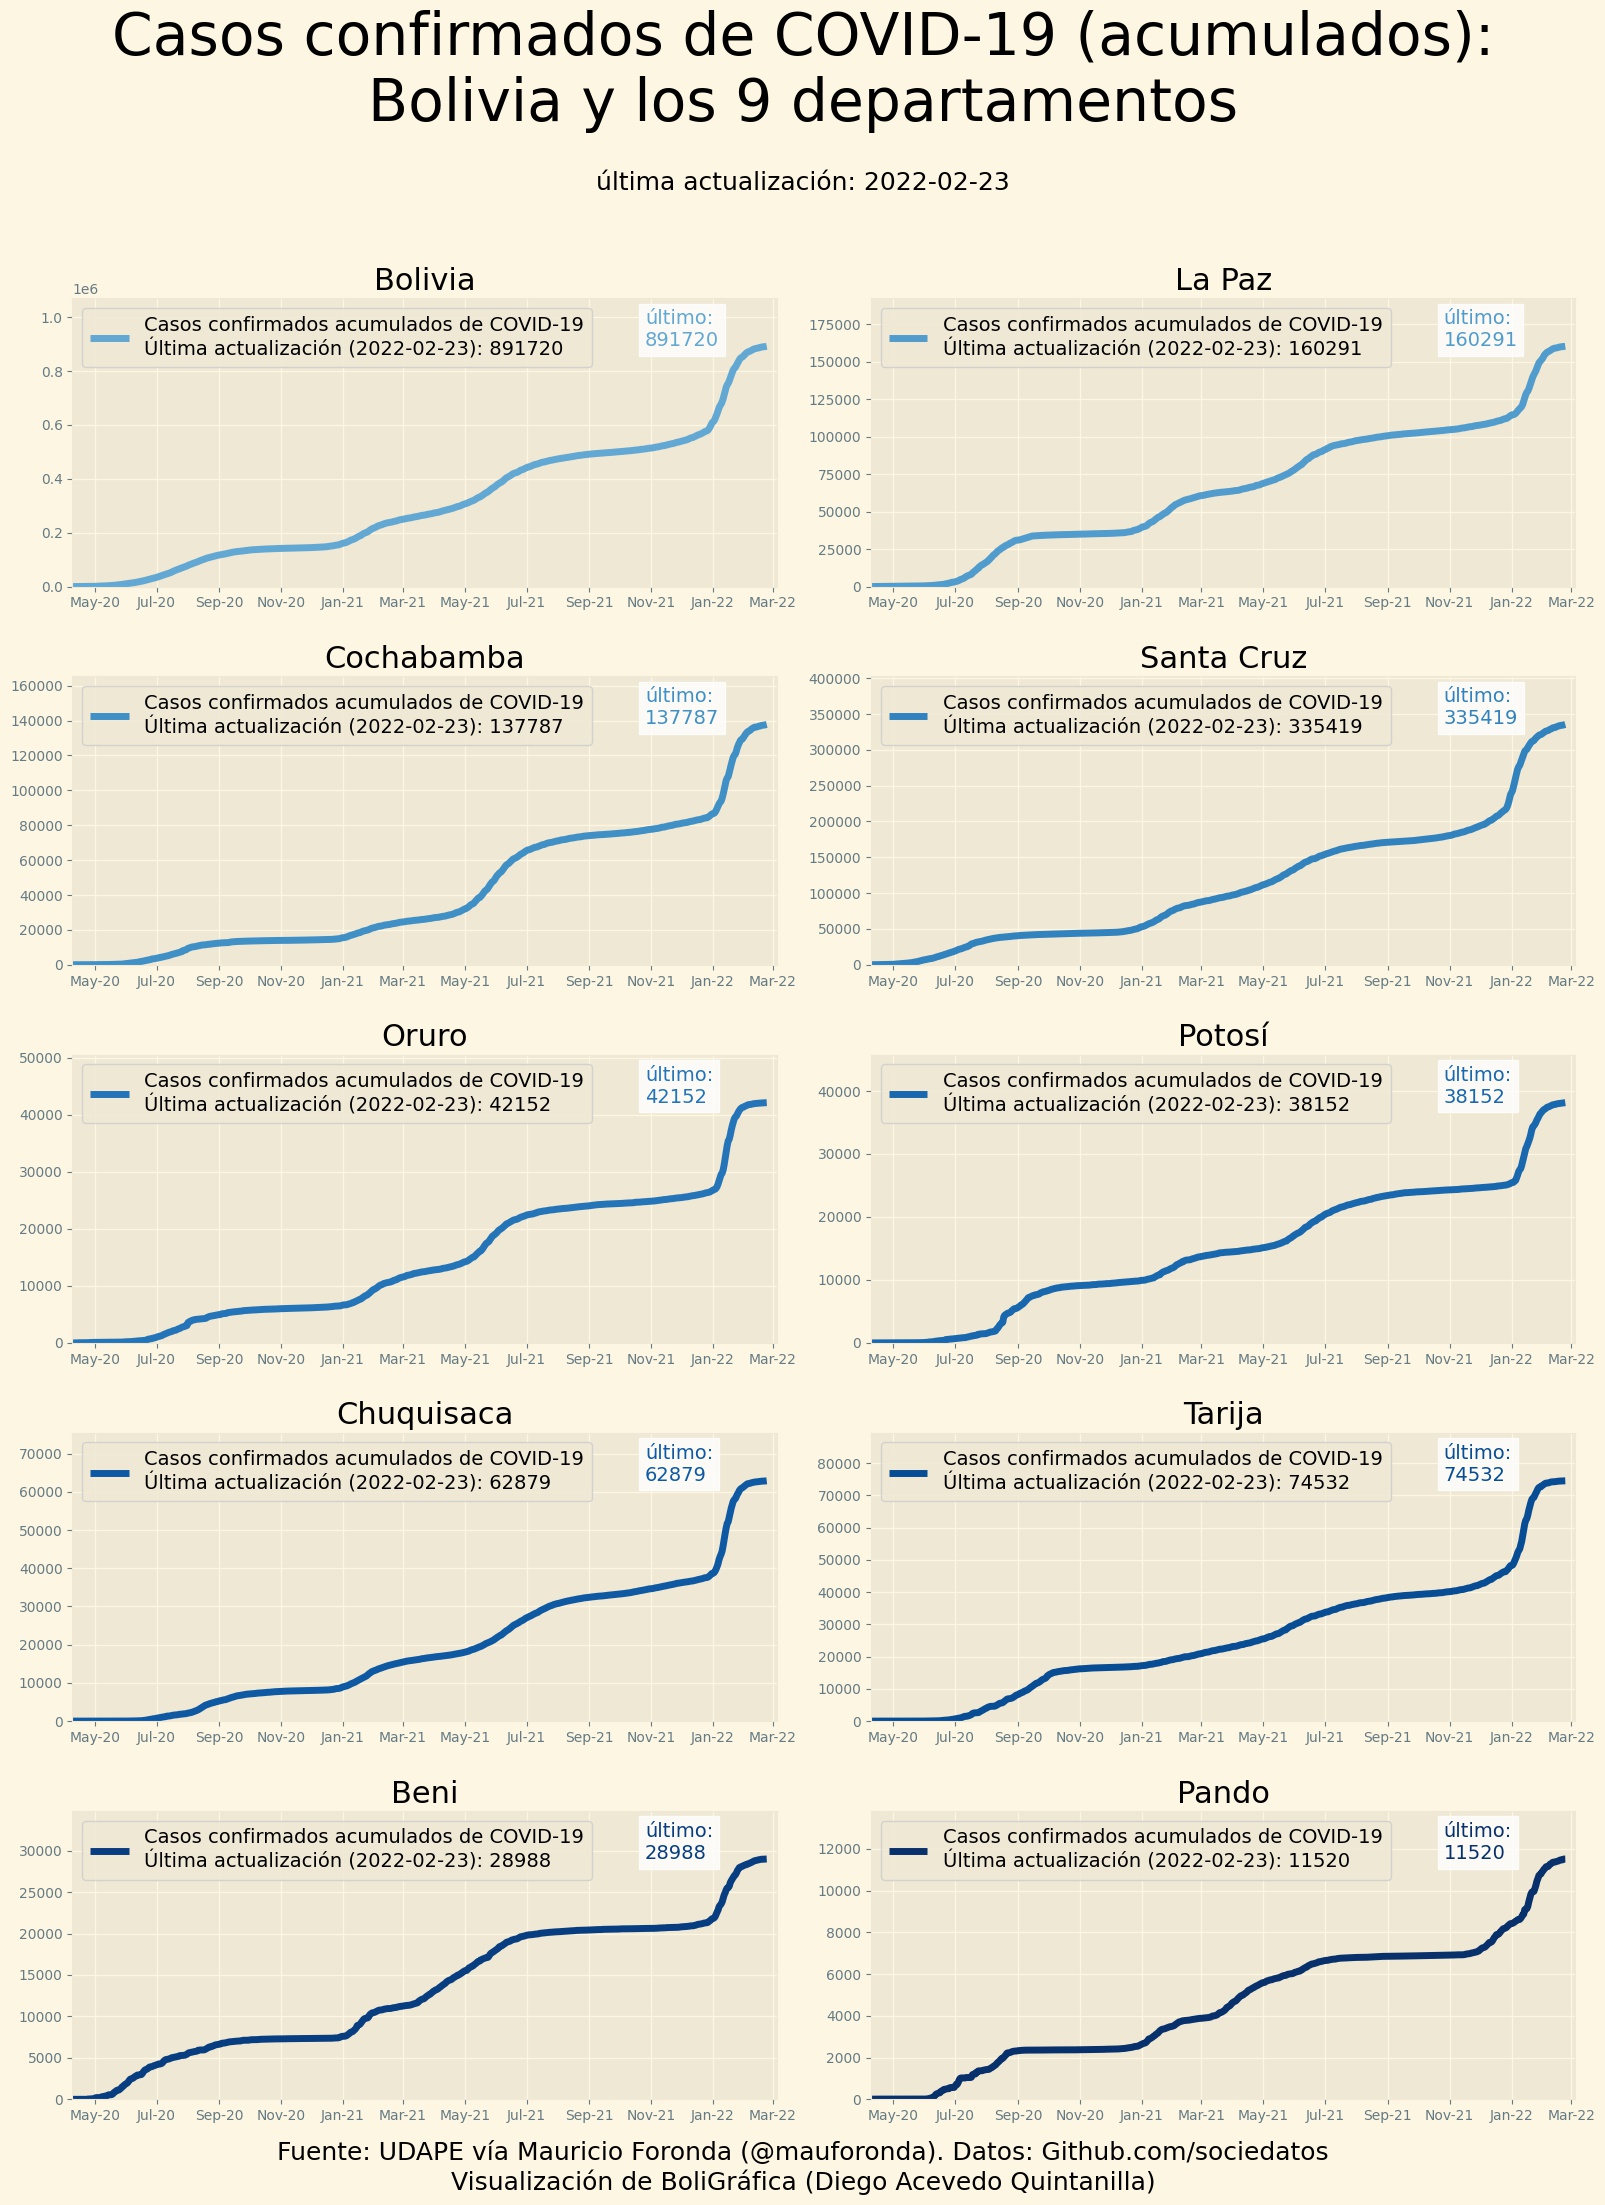 Casos confirmados de COVID-19 (acumulados):
Bolivia y los 9 departamentos
última actualización: 2022-02-23
Bolivia
1e6
Casos confirmados acumulados de COVID-19
Última actualización (2022-02-23): 891720
último:
891720
1.0
0.8
0.6
0.4
0.2
0.0
May-20 Jul-20 Sep-20 Nov-20 Jan-21 Mar-21 May-21 Jul-21 Sep-21 Nov-21 Jan-22 Mar-22
La Paz
Casos confirmados acumulados de COVID-19
Última actualización (2022-02-23): 160291
último:
160291
175000
150000
125000
100000
75000
50000
25000
0
May-20 Jul-20 Sep-20 Nov-20 Jan-21 Mar-21 May-21 Jul-21 Sep-21 Nov-21 Jan-22 Mar-22
Cochabamba
Casos confirmados acumulados de COVID-19
Última actualización (2022-02-23): 137787
último:
137787
160000
140000
120000
100000
80000
60000
40000
20000
0
May-20 Jul-20 Sep-20 Nov-20 Jan-21 Mar-21 May-21 Jul-21 Sep-21 Nov-21 Jan-22 Mar-22
Santa Cruz
Casos confirmados acumulados de COVID-19
Última actualización (2022-02-23): 335419
último:
335419
400000
350000
300000
250000
200000
150000
100000
50000
0
May-20 Jul-20 Sep-20 Nov-20 Jan-21 Mar-21 May-21 Jul-21 Sep-21 Nov-21 Jan-22 Mar-22
Oruro
Casos confirmados acumulados de COVID-19
Última actualización (2022-02-23): 42152
último:
42152
50000
40000
30000
20000
10000
0
May-20 Jul-20 Sep-20 Nov-20 Jan-21 Mar-21 May-21 Jul-21 Sep-21 Nov-21 Jan-22 Mar-22
Potosí
Casos confirmados acumulados de COVID-19
Última actualización (2022-02-23): 38152
último:
38152
40000
30000
20000
10000
0
May-20 Jul-20 Sep-20 Nov-20 Jan-21 Mar-21 May-21 Jul-21 Sep-21 Nov-21 Jan-22 Mar-22
Chuquisaca
Casos confirmados acumulados de COVID-19
Última actualización (2022-02-23): 62879
último:
62879
70000
60000
50000
40000
30000
20000
10000
0
May-20 Jul-20 Sep-20 Nov-20 Jan-21 Mar-21 May-21 Jul-21 Sep-21 Nov-21 Jan-22 Mar-22
Tarija
Casos confirmados acumulados de COVID-19
Última actualización (2022-02-23): 74532
último:
74532
80000
70000
60000
50000
40000
30000
20000
10000
0
May-20 Jul-20 Sep-20 Nov-20 Jan-21 Mar-21 May-21 Jul-21 Sep-21 Nov-21 Jan-22 Mar-22
Beni
Casos confirmados acumulados de COVID-19
Última actualización (2022-02-23): 28988
último:
28988
30000
25000
20000
15000
10000
5000
0
May-20 Jul-20 Sep-20 Nov-20 Jan-21 Mar-21 May-21 Jul-21 Sep-21 Nov-21 Jan-22 Mar-22
Pando
Casos confirmados acumulados de COVID-19
Última actualización (2022-02-23): 11520
último:
11520
12000
10000
8000
6000
4000
2000
0
May-20 Jul-20 Sep-20 Nov-20 Jan-21 Mar-21 May-21 Jul-21 Sep-21 Nov-21 Jan-22 Mar-22
Fuente: UDAPE vía Mauricio Foronda (@mauforonda). Datos: Github.com/sociedatos
Visualización de BoliGráfica (Diego Acevedo Quintanilla)